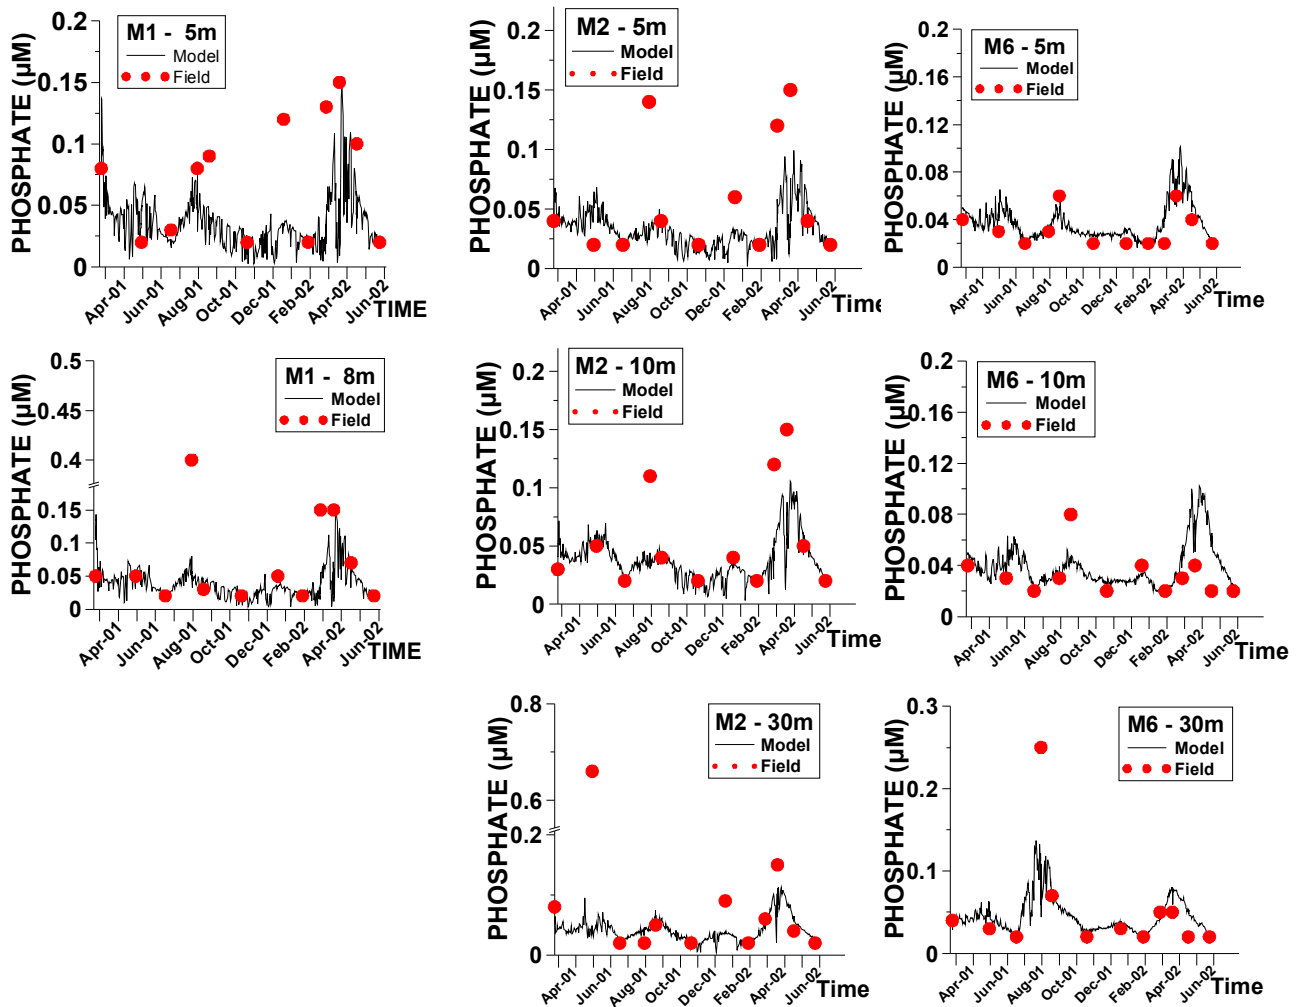 PHOSPHATE (µM)
0.2
0.15
0.1
0.05
0
M1 - 5m
Model
Field
Apr-01
Jun-01
Aug-01
Oct-01
Dec-01
Feb-02
Apr-02
Jun-02
TIME
PHOSPHATE (µM)
0.2
0.15
0.1
0.05
0
M2 - 5m
Model
Field
Apr-01
Jun-01
Aug-01
Oct-01
Dec-01
Feb-02
Apr-02
Jun-02
Time
PHOSPHATE (µM)
0.2
0.16
0.12
0.08
0.04
0
M6 - 5m
Model
Field
Apr-01
Jun-01
Aug-01
Oct-01
Dec-01
Feb-02
Apr-02
Jun-02
Time
PHOSPHATE (µM)
0.5
0.45
0.4
0.15
0.1
0.05
0
M1 - 8m
Model
Field
Apr-01
Jun-01
Aug-01
Oct-01
Dec-01
Feb-02
Apr-02
Jun-02
TIME
PHOSPHATE (µM)
0.2
0.15
0.1
0.05
0
M2 - 10m
Model
Field
Apr-01
Jun-01
Aug-01
Oct-01
Dec-01
Feb-02
Apr-02
Jun-02
Time
PHOSPHATE (µM)
0.2
0.16
0.12
0.08
0.04
0
M6 - 10m
Model
Field
Apr-01
Jun-01
Aug-01
Oct-01
Dec-01
Feb-02
Apr-02
Jun-02
Time
PHOSPHATE (µM)
0.8
0.6
0.2
0
M2 - 30m
Model
Field
Apr-01
Jun-01
Aug-01
Oct-01
Dec-01
Feb-02
Apr-02
Jun-02
Time
PHOSPHATE (µM)
0.3
0.2
0.1
0
M6 - 30m
Model
Field
Apr-01
Jun-01
Aug-01
Oct-01
Dec-01
Feb-02
Apr-02
Jun-02
Time